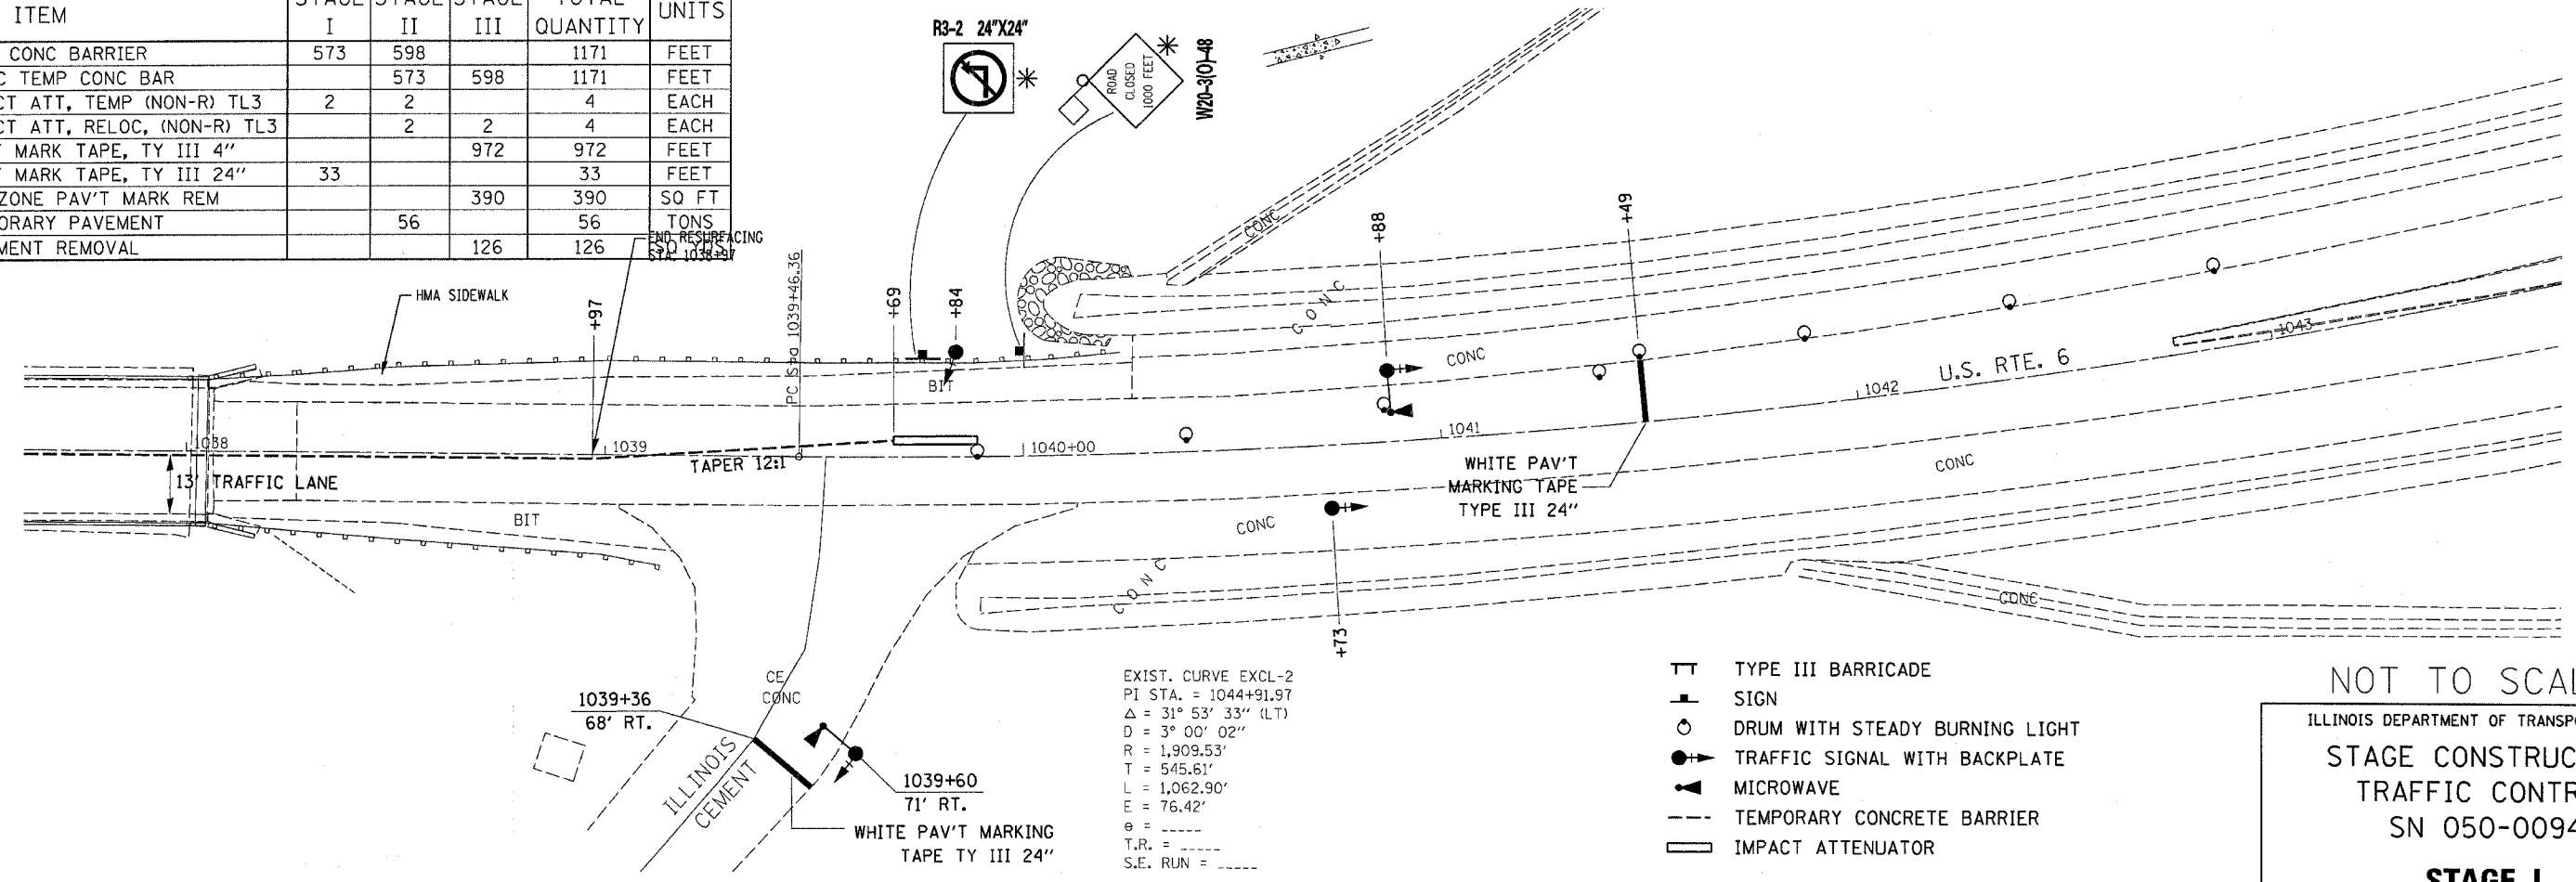 ITEM STAGE I STAGE II STAGE III TOTAL QUANTITY UNITS
CONC BARRIER 573 598 1171 FEET
C TEMP CONC BAR 573 598 1171 FEET
CT ATT, TEMP (NON-R) TL3 2 2 4 EACH
CT ATT, RELOC, (NON-R) TL3 2 2 4 EACH
T MARK TAPE, TY III 4" 972 972 FEET
T MARK TAPE, TY III 24" 33 33 FEET
ZONE PAV'T MARK REM 390 390 SQ FT
ORARY PAVEMENT 56 56 TONS
EMENT REMOVAL 126 126 SQ YDS
END RESURFACING
STA. 1038+97
R3-2 24"X24"
ROAD
CLOSED
1000 FEET
W20-3(O)-48
HMA SIDEWALK
+97
PC Sta 1039+46.36
+69
+84
+88
+49
CONC
CONC
CONC
BIT
1038
1039
TAPER 12:1
1040+00
1041
1042
1043
U.S. RTE. 6
13' TRAFFIC LANE
BIT
WHITE PAV'T
MARKING TAPE
TYPE III 24"
CONC
CONC
CONC
CONC
+73
CE
CONC
1039+36
68' RT.
ILLINOIS
CEMENT
1039+60
71' RT.
WHITE PAV'T MARKING
TAPE TY III 24"
EXIST. CURVE EXCL-2
PI STA. = 1044+91.97
Δ = 31° 53' 33" (LT)
D = 3° 00' 02"
R = 1,909.53'
T = 545.61'
L = 1,062.90'
E = 76.42'
e = -----
T.R. = -----
S.E. RUN = -----
TYPE III BARRICADE
SIGN
DRUM WITH STEADY BURNING LIGHT
TRAFFIC SIGNAL WITH BACKPLATE
MICROWAVE
TEMPORARY CONCRETE BARRIER
IMPACT ATTENUATOR
NOT TO SCAL
ILLINOIS DEPARTMENT OF TRANSP
STAGE CONSTRUC
TRAFFIC CONTR
SN 050-0094
STAGE I